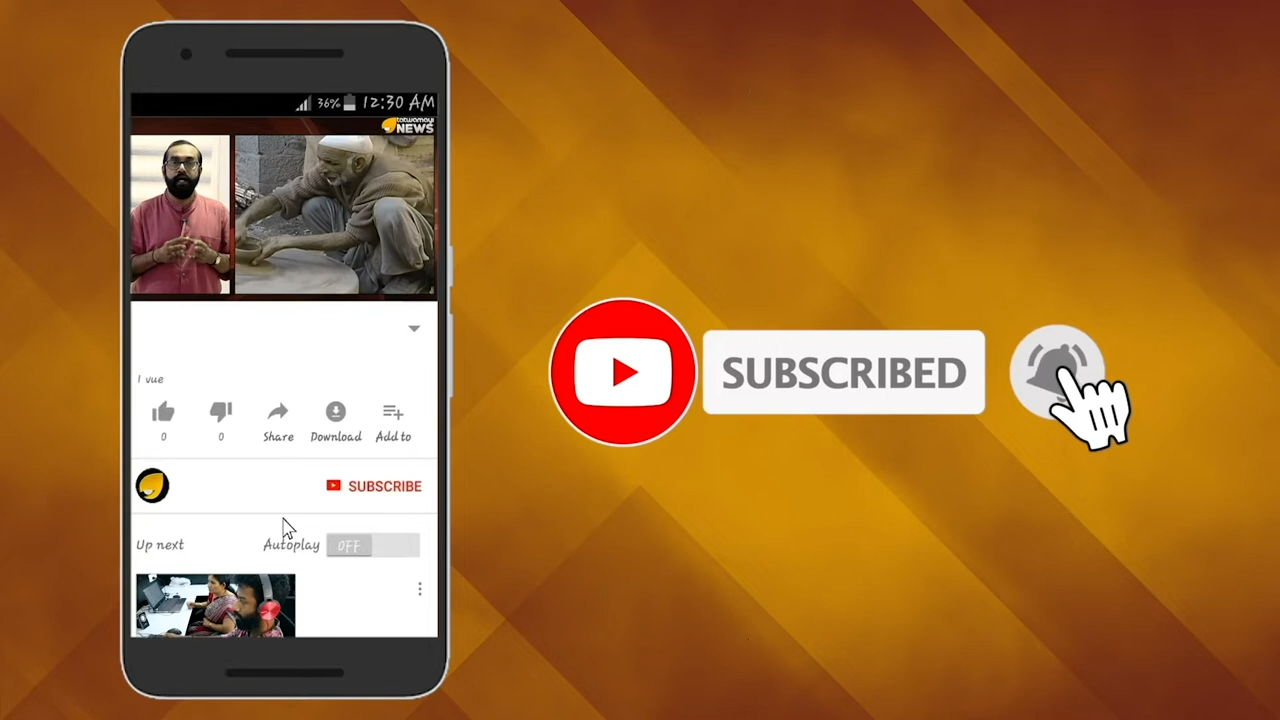 36% 12:30 AM
tatwamayi
NEWS
1 vue
0 0 Share Download Add to
SUBSCRIBE
Up next Autoplay OFF
SUBSCRIBED